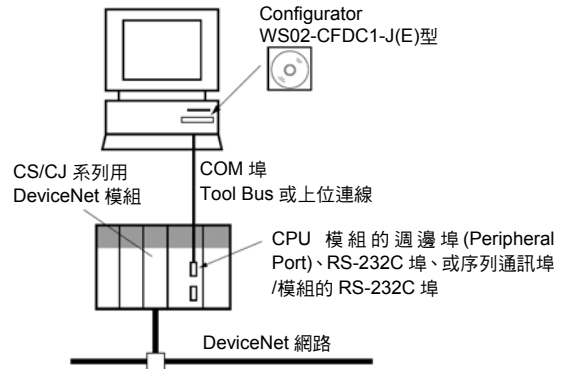 Configurator
WS02-CFDC1-J(E)型
CS/CJ 系列用
DeviceNet 模組
COM 埠
Tool Bus 或上位連線
CPU 模組的週邊埠(Peripheral
Port)、RS-232C 埠、或序列通訊埠
/模組的 RS-232C 埠
DeviceNet 網路